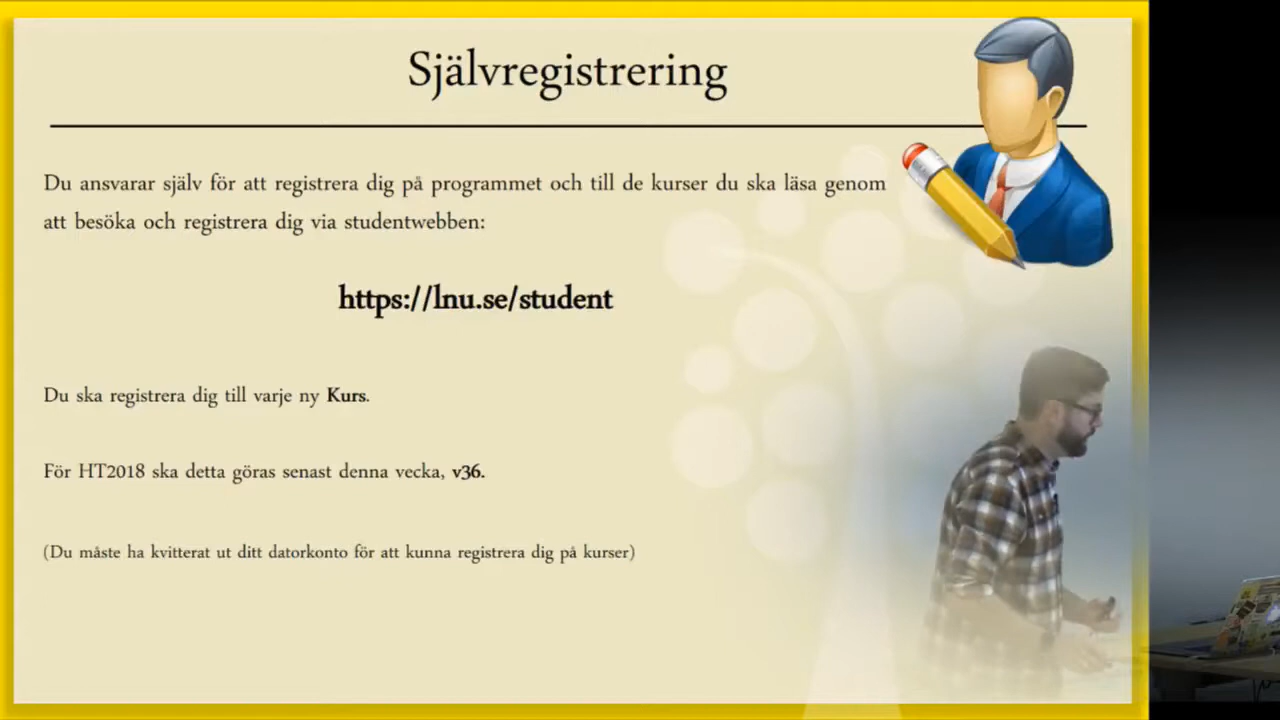 Självregistrering
Du ansvarar själv för att registrera dig på programmet och till de kurser du ska läsa genom
att besöka och registrera dig via studentwebben:
https://lnu.se/student
Du ska registrera dig till varje ny Kurs.
För HT2018 ska detta göras senast denna vecka, v36.
(Du måste ha kvitterat ut ditt datorkonto för att kunna registrera dig på kurser)